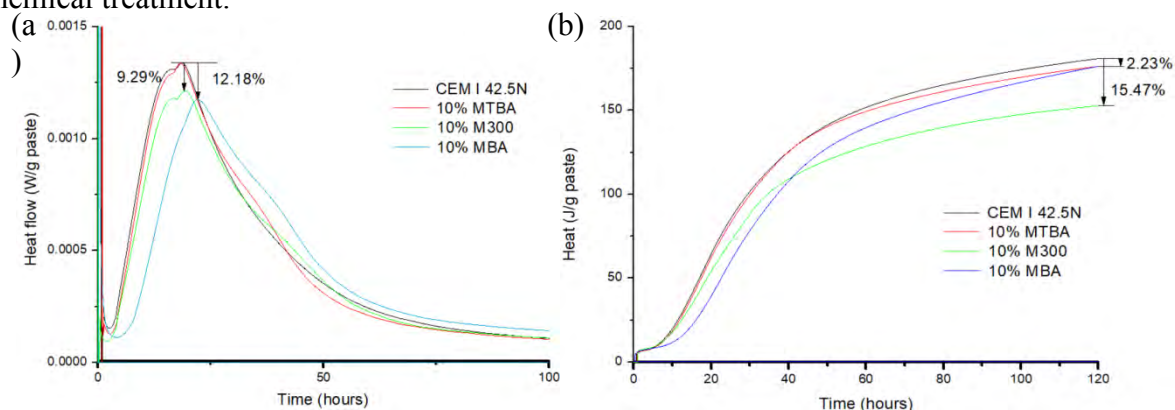 emical treatment.
(a
)
0.0015
0.0010
0.0005
0.0000
Heat flow (W/g paste)
9.29%
12.18%
CEM I 42.5N
10% MTBA
10% M300
10% MBA
0
25
50
100
Time (hours)
(b)
200
150
100
50
0
Heat (J/g paste)
2.23%
15.47%
CEM I 42.5N
10% MTBA
10% M300
10% MBA
0
20
40
60
80
100
120
Time (hours)